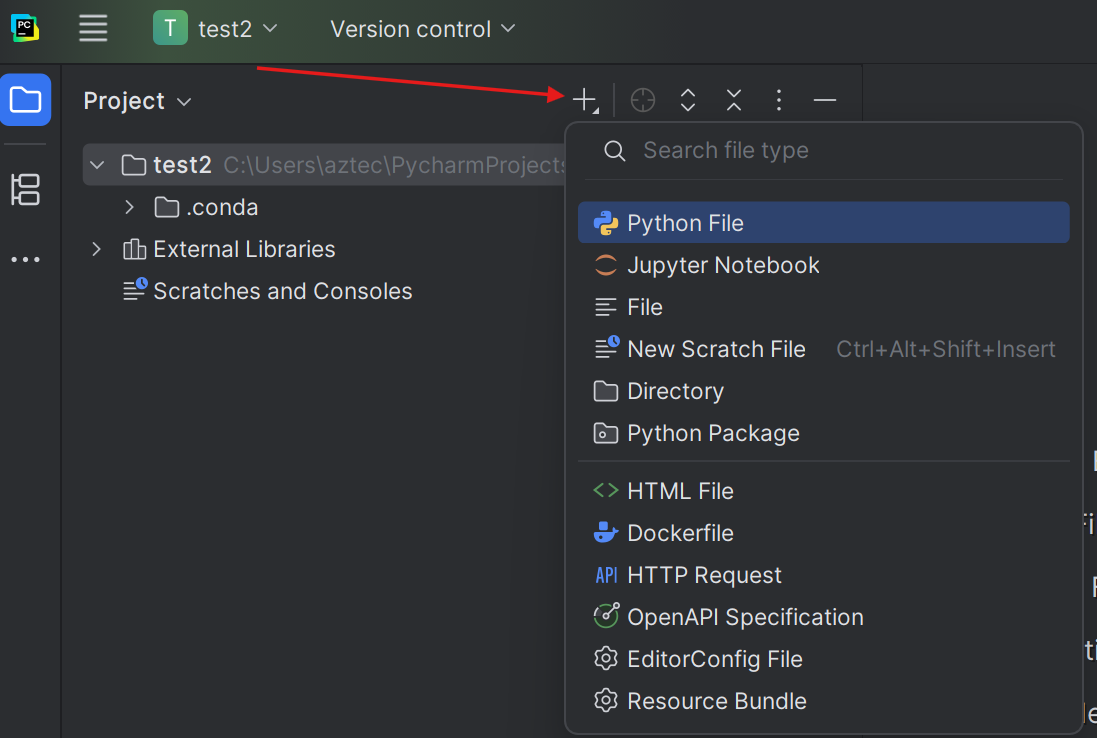 PC
T test2 Version control
Project
Search file type
test2 C:\Users\aztec\PycharmProjects
.conda
External Libraries
Scratches and Consoles
Python File
Jupyter Notebook
File
New Scratch File Ctrl+Alt+Shift+Insert
Directory
Python Package
HTML File
Dockerfile
API HTTP Request
OpenAPI Specification
EditorConfig File
Resource Bundle